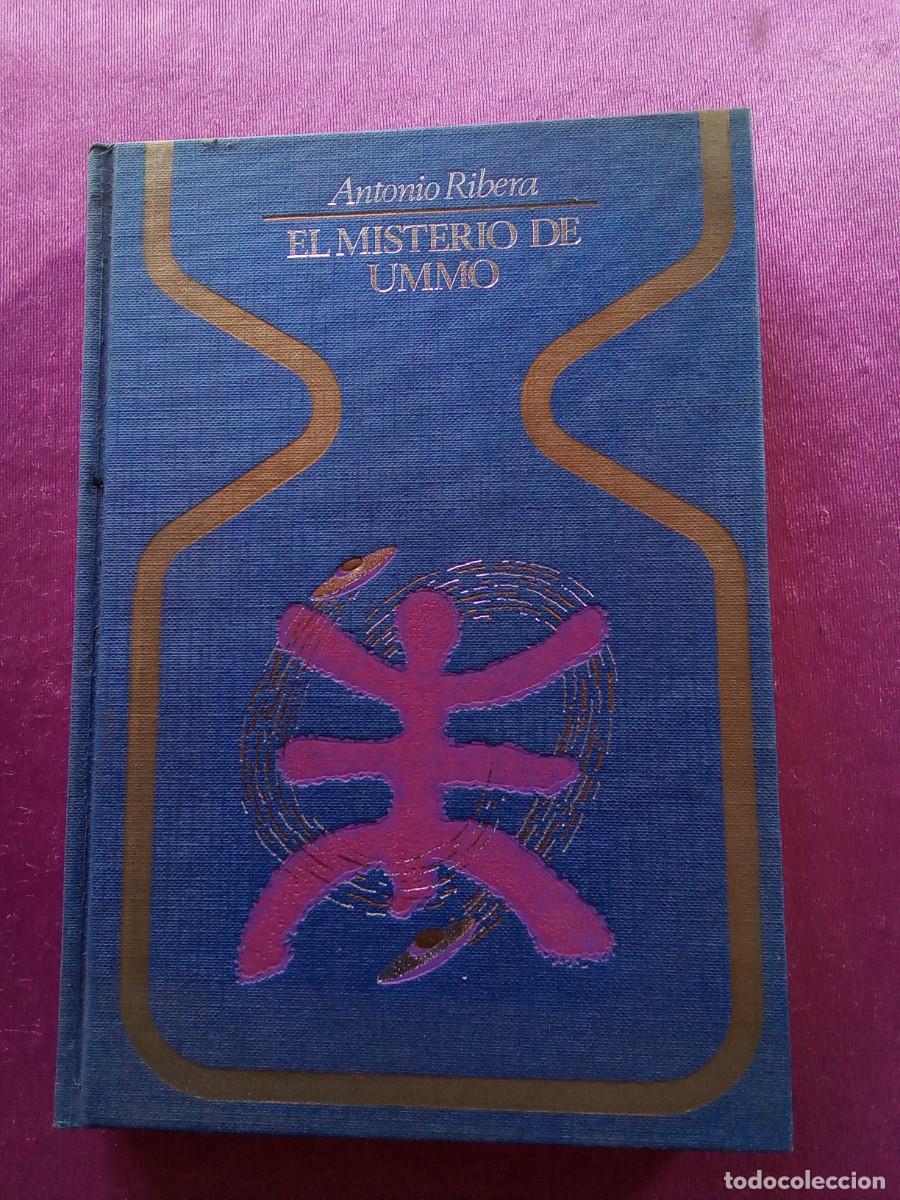 Antonio Ribera
EL MISTERIO DE
UMMO
todocoleccion